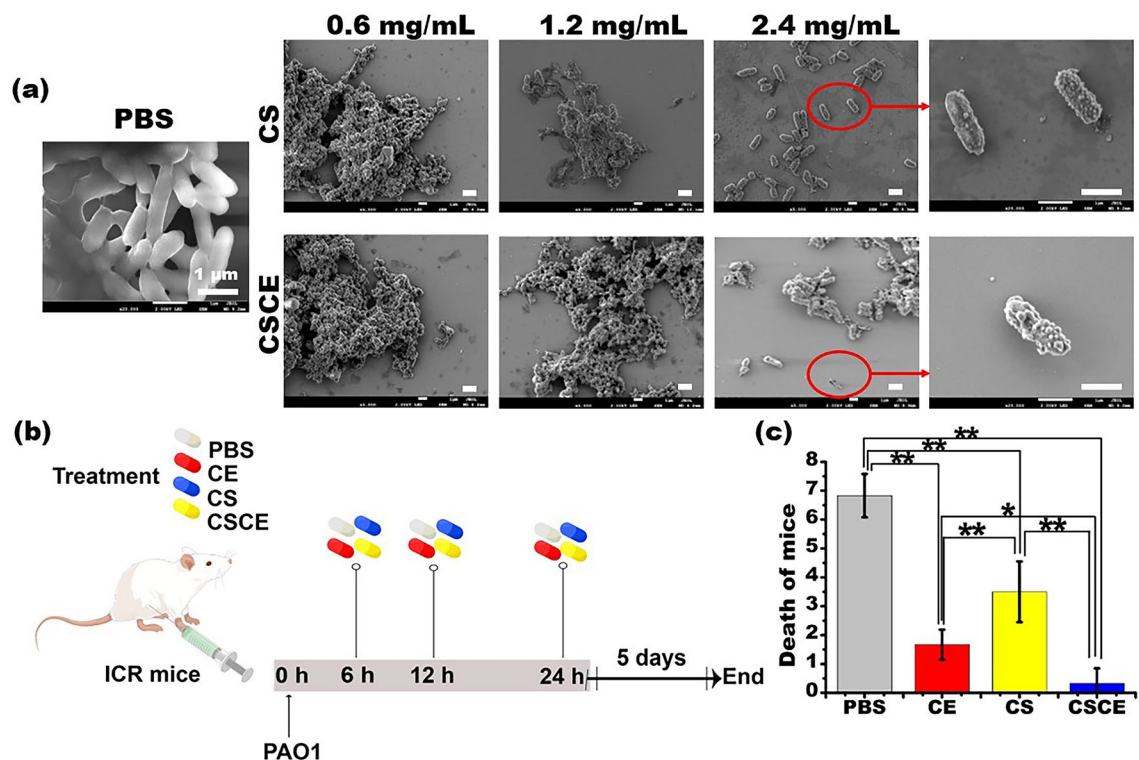 0.6 mg/mL 1.2 mg/mL 2.4 mg/mL
(a)
PBS
1 µm
CS
CSCE
(b)
Treatment
PBS
CE
CS
CSCE
ICR mice
0 h 6 h 12 h 24 h
5 days
End
PAO1
(c)
Death of mice
8
7
6
5
4
3
2
1
0
** ** **
*
** **
PBS CE CS CSCE